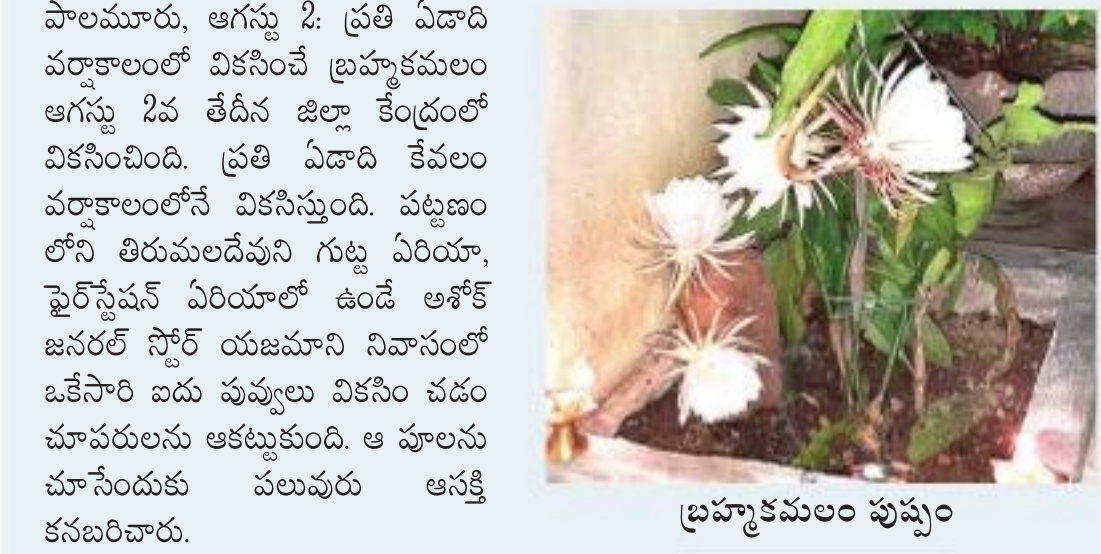 పాలమూరు, ఆగస్టు 2: ప్రతి ఏడాది
వర్షాకాలంలో వికసించే బ్రహ్మకమలం
ఆగస్టు 2వ తేదీన జిల్లా కేంద్రంలో
వికసించింది. ప్రతి ఏడాది కేవలం
వర్షాకాలంలోనే వికసిస్తుంది. పట్టణం
లోని తిరుమలదేవుని గుట్ట ఏరియా,
ఫైర్‌స్టేషన్ ఏరియాలో ఉండే అశోక్
జనరల్ స్టోర్ యజమాని నివాసంలో
ఒకేసారి ఐదు పువ్వులు వికసిం చడం
చూపరులను ఆకట్టుకుంది. ఆ పూలను
చూసేందుకు పలువురు ఆసక్తి
కనబరిచారు.
బ్రహ్మకమలం పుష్పం